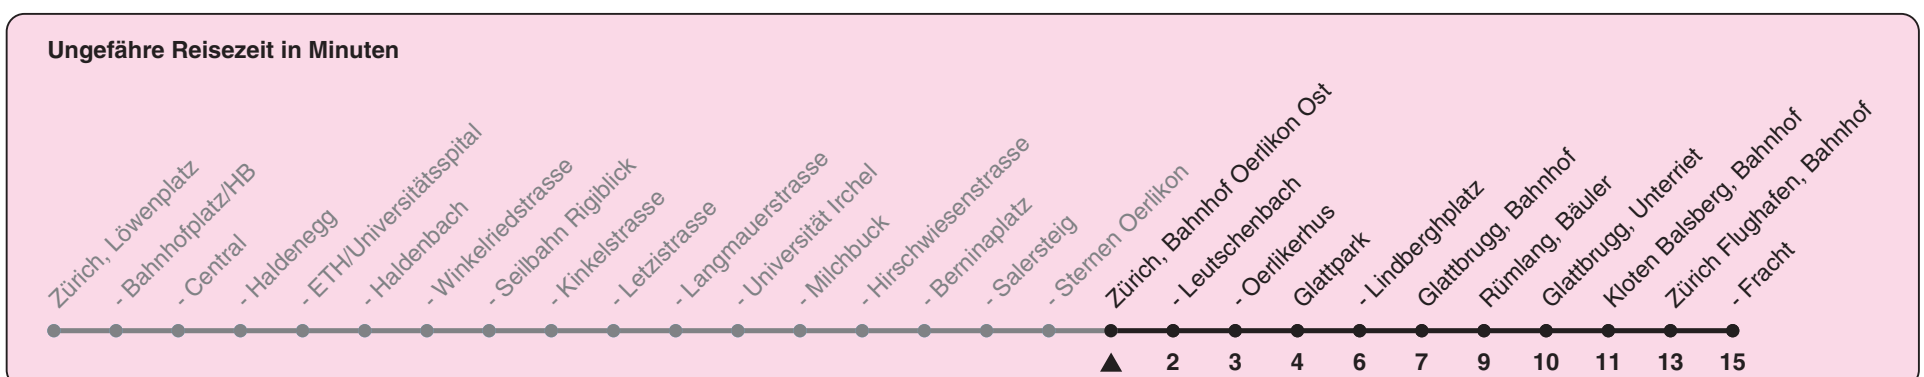 Ungefähre Reisezeit in Minuten
Zürich, Löwenplatz
- Bahnhofplatz/HB
- Central
- Haldenegg
- ETH/Universitätsspital
- Haldenbach
- Winkelriedstrasse
- Seilbahn Rigiblick
- Kinkelstrasse
- Letzistrasse
- Langmauerstrasse
- Universität Irchel
- Milchbuck
- Hirschwiesenstrasse
- Berninaplatz
- Salersteig
- Sternen Oerlikon
Zürich, Bahnhof Oerlikon Ost
- Leutschenbach
- Oerlikerhus
Glattpark
- Lindberghplatz
Glattbrugg, Bahnhof
Rümlang, Bäuler
Glattbrugg, Unterriet
Kloten Balsberg, Bahnhof
Zürich Flughafen, Bahnhof
- Fracht
2 3 4 6 7 9 10 11 13 15